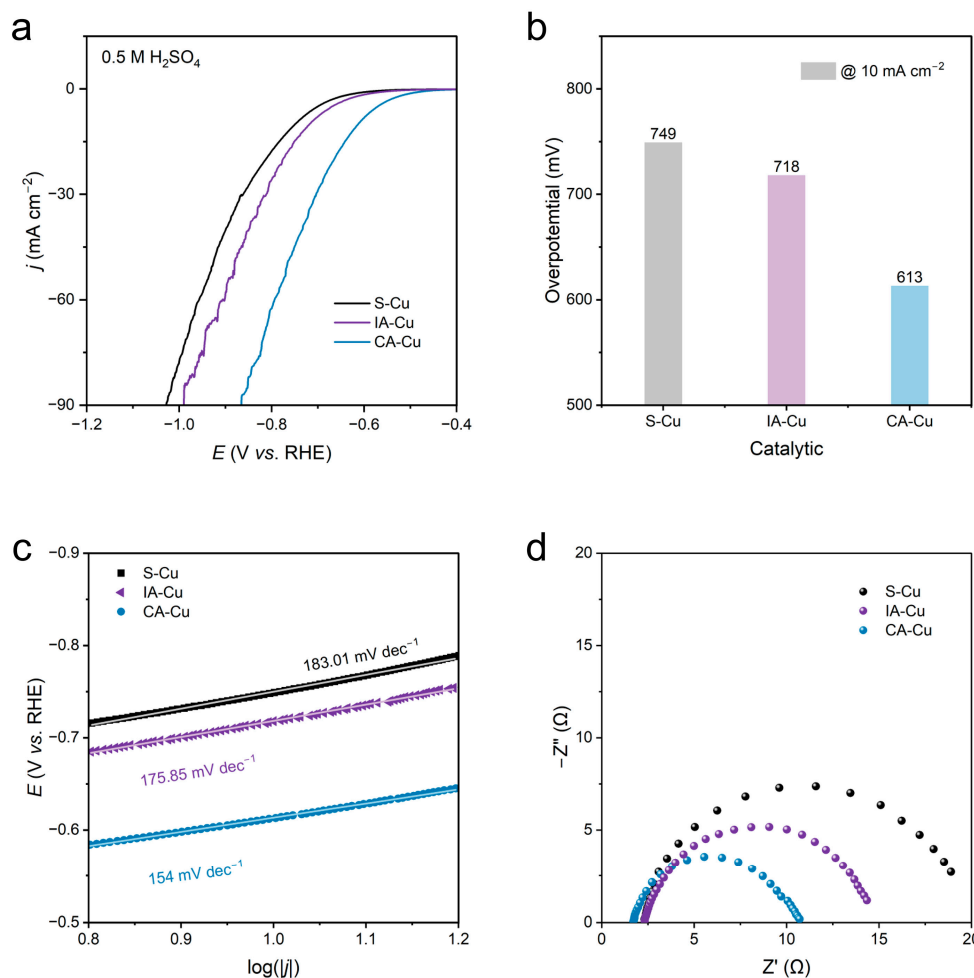 a
0.5 M H₂SO₄
0
−30
−60
−90
j (mA cm⁻²)
S-Cu
IA-Cu
CA-Cu
−1.2
−1.0
−0.8
−0.6
−0.4
E (V vs. RHE)
b
@ 10 mA cm⁻²
800
700
600
500
Overpotemtial (mV)
749
718
613
S-Cu
IA-Cu
CA-Cu
Catalytic
c
−0.9
−0.8
−0.7
−0.6
−0.5
E (V vs. RHE)
S-Cu
IA-Cu
CA-Cu
183.01 mV dec⁻¹
175.85 mV dec⁻¹
154 mV dec⁻¹
0.8
0.9
1.0
1.1
1.2
log(|j|)
d
20
15
10
5
0
−Z″ (Ω)
S-Cu
IA-Cu
CA-Cu
0
5
10
15
20
Z' (Ω)